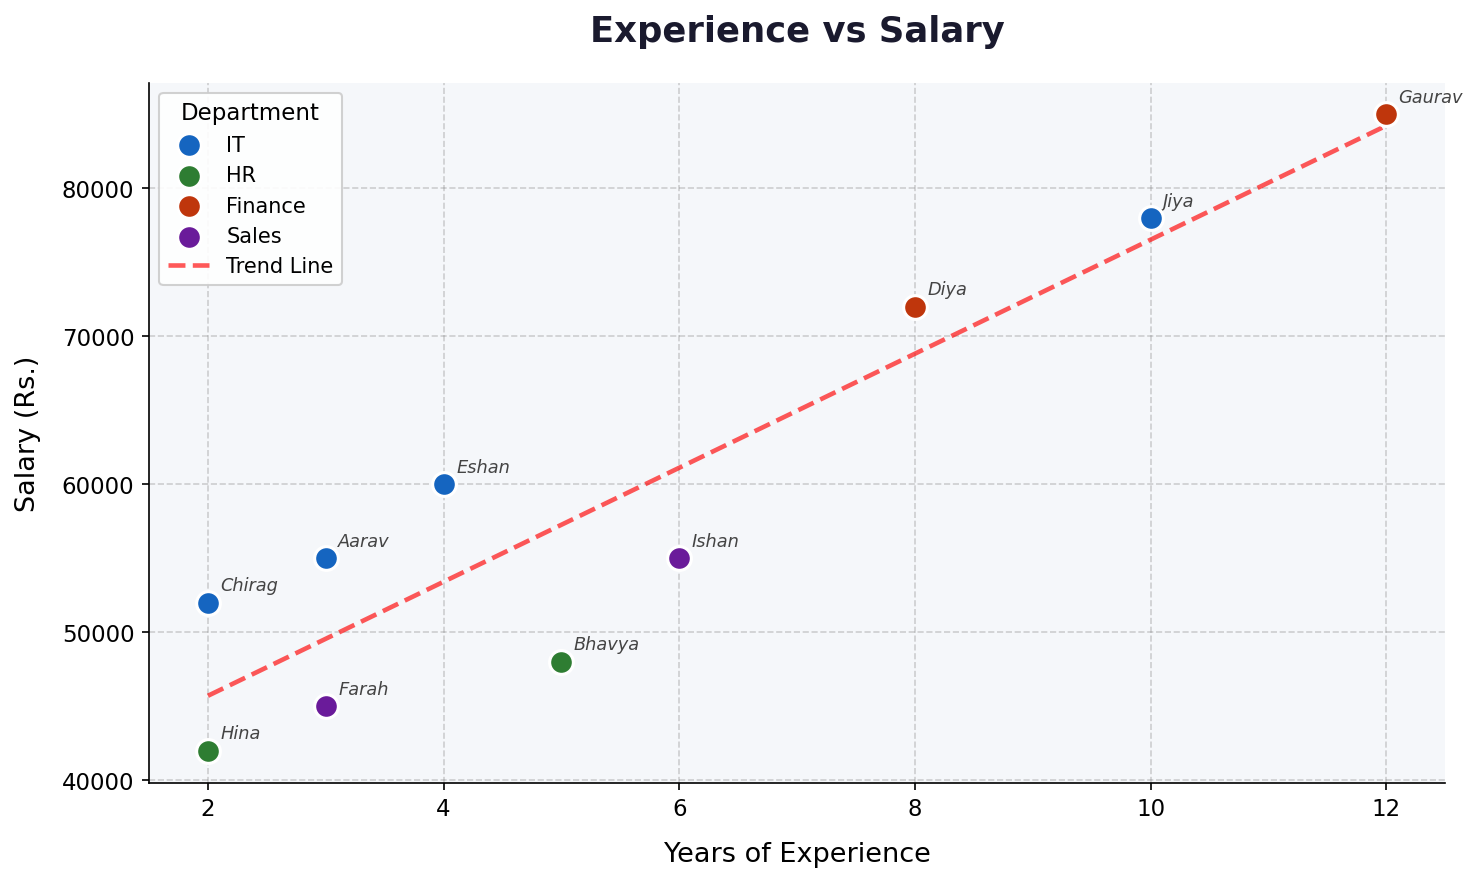 Experience vs Salary
Department
IT
HR
Finance
Sales
Trend Line
Gaurav
Jiya
Diya
Eshan
Aarav
Ishan
Chirag
Bhavya
Farah
Hina
80000
70000
60000
50000
40000
Salary (Rs.)
2 4 6 8 10 12
Years of Experience